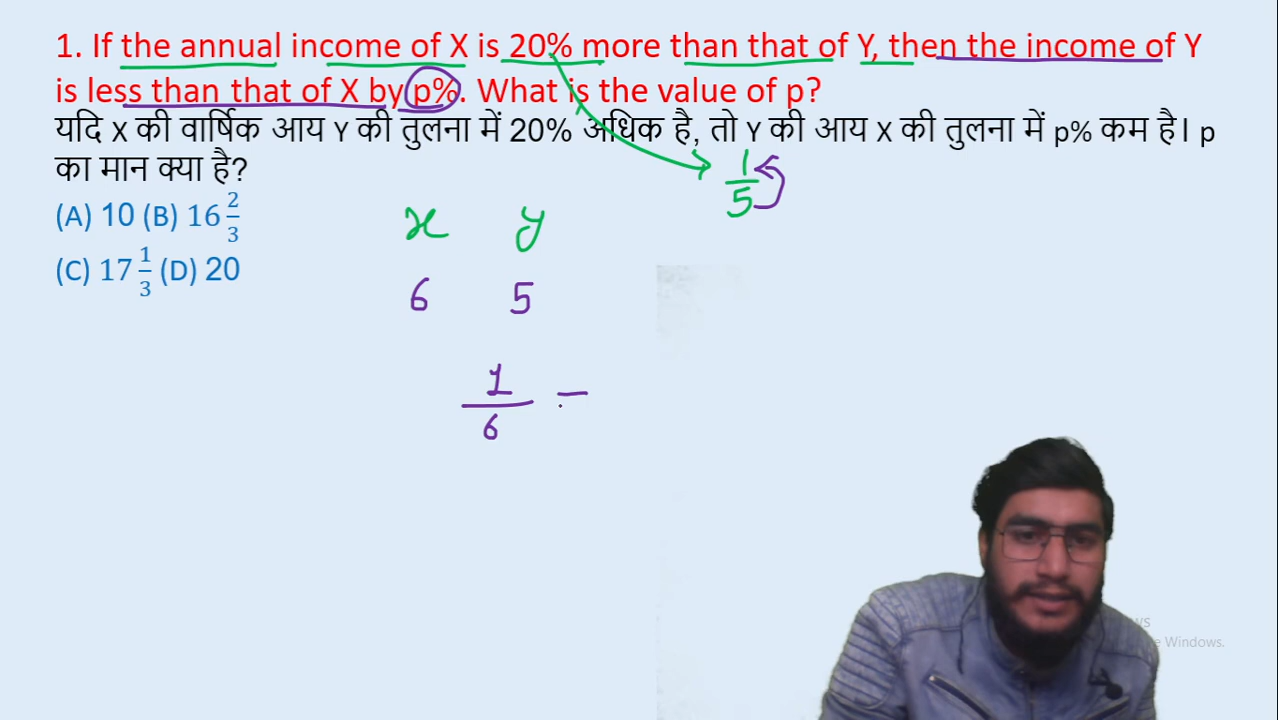 1. If the annual income of X is 20% more than that of Y, then the income of Y
is less than that of X by p%. What is the value of p?
यदि X की वार्षिक आय Y की तुलना में 20% अधिक है, तो Y की आय X की तुलना में p% कम है। p
का मान क्या है?
(A) 10 (B) 16 2/3
(C) 17 1/3 (D) 20
1/5
x y
6 5
1/6 =
Windows.